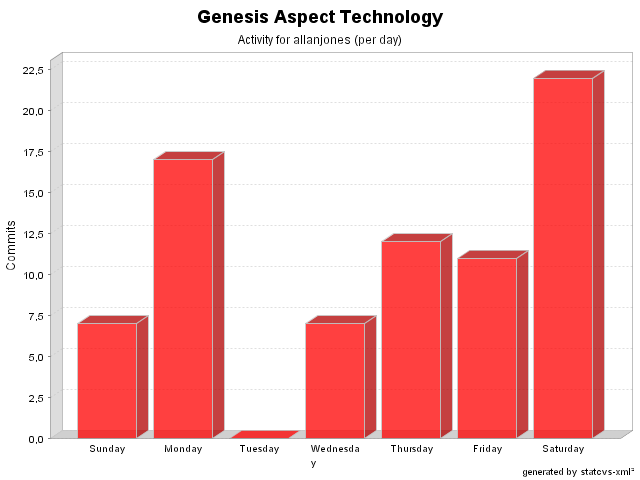 Genesis Aspect Technology
Activity for allanjones (per day)
22,5
20,0
17,5
15,0
12,5
10,0
7,5
5,0
2,5
0,0
Commits
Sunday Monday Tuesday Wednesda Thursday Friday Saturday
y
generated by statcvs-xml²